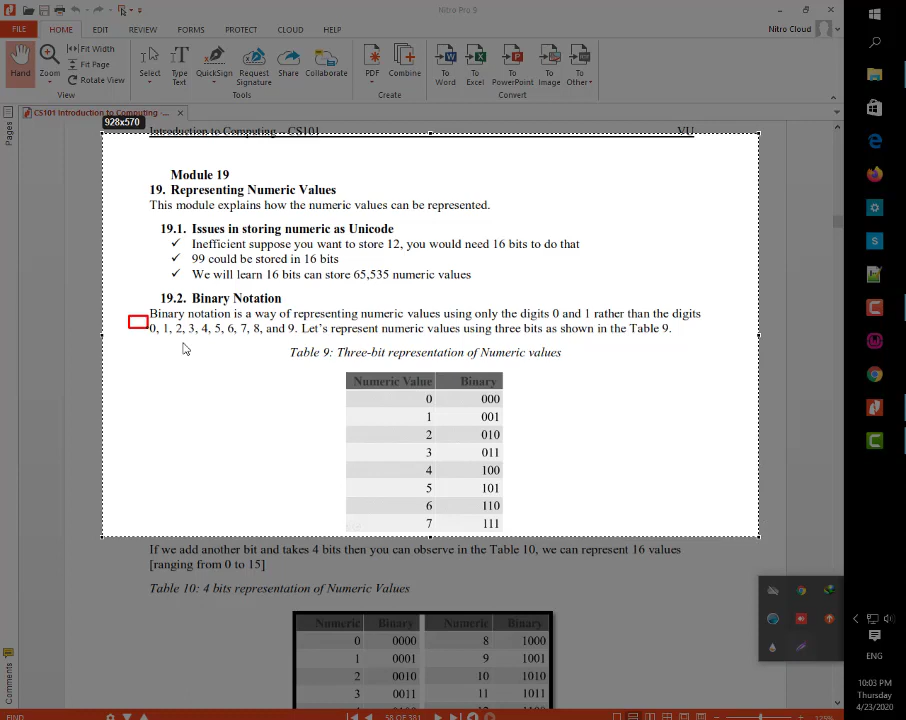 Nitro Pro 9
FILE HOME EDIT REVIEW FORMS PROTECT CLOUD HELP
Nitro Cloud
Hand
Zoom
Fit Width
Fit Page
Rotate View
View
Select
Type Text
QuickSign
Request Signature
Share
Collaborate
Tools
PDF
Combine
Create
To Word
To Excel
To PowerPoint
To Image
To Other
Convert
CS101 Introduction to Computing -...
Pages
928x570
Introduction to Computing – CS101 VU
Module 19
19. Representing Numeric Values
This module explains how the numeric values can be represented.
19.1. Issues in storing numeric as Unicode
✓ Inefficient suppose you want to store 12, you would need 16 bits to do that
✓ 99 could be stored in 16 bits
✓ We will learn 16 bits can store 65,535 numeric values
19.2. Binary Notation
Binary notation is a way of representing numeric values using only the digits 0 and 1 rather than the digits
0, 1, 2, 3, 4, 5, 6, 7, 8, and 9. Let's represent numeric values using three bits as shown in the Table 9.
Table 9: Three-bit representation of Numeric values
Numeric Value Binary
0 000
1 001
2 010
3 011
4 100
5 101
6 110
7 111
If we add another bit and takes 4 bits then you can observe in the Table 10, we can represent 16 values
[ranging from 0 to 15]
Table 10: 4 bits representation of Numeric Values
Numeric Binary Numeric Binary
0 0000 8 1000
1 0001 9 1001
2 0010 10 1010
3 0011 11 1011
Comments
FIND
58 OF 381
125%
ENG
10:03 PM
Thursday
4/23/2020